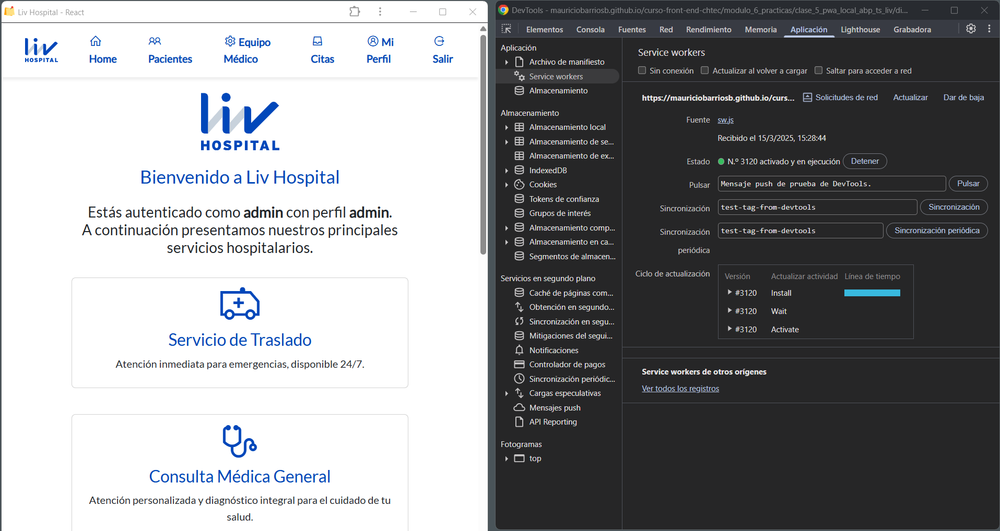 Liv Hospital - React
liv
HOSPITAL
Home
Pacientes
Equipo
Médico
Citas
Mi
Perfil
Salir
liv
HOSPITAL
Bienvenido a Liv Hospital
Estás autenticado como admin con perfil admin.
A continuación presentamos nuestros principales
servicios hospitalarios.
Servicio de Traslado
Atención inmediata para emergencias, disponible 24/7.
Consulta Médica General
Atención personalizada y diagnóstico integral para el cuidado de tu
salud.
DevTools - mauriciobarriosb.github.io/curso-front-end-chtec/modulo_6_practicas/clase_5_pwa_local_abp_ts_liv/di...
Elementos
Consola
Fuentes
Red
Rendimiento
Memoria
Aplicación
Lighthouse
Grabadora
Aplicación
Archivo de manifiesto
Service workers
Almacenamiento
Almacenamiento
Almacenamiento local
Almacenamiento de se...
Almacenamiento de ex...
IndexedDB
Cookies
Tokens de confianza
Grupos de interés
Almacenamiento comp...
Almacenamiento en ca...
Segmentos de almacen...
Servicios en segundo plano
Caché de páginas com...
Obtención en segundo...
Sincronización en segu...
Mitigaciones del segui...
Notificaciones
Controlador de pagos
Sincronización periódic...
Cargas especulativas
Mensajes push
API Reporting
Fotogramas
top
Service workers
Sin conexión
Actualizar al volver a cargar
Saltar para acceder a red
https://mauriciobarriosb.github.io/curs...
Solicitudes de red
Actualizar
Dar de baja
Fuente
sw.js
Recibido el 15/3/2025, 15:28:44
Estado
N.º 3120 activado y en ejecución
Detener
Pulsar
Mensaje push de prueba de DevTools.
Pulsar
Sincronización
test-tag-from-devtools
Sincronización
Sincronización
periódica
test-tag-from-devtools
Sincronización periódica
Ciclo de actualización
Versión
Actualizar actividad
Línea de tiempo
#3120
Install
#3120
Wait
#3120
Activate
Service workers de otros orígenes
Ver todos los registros